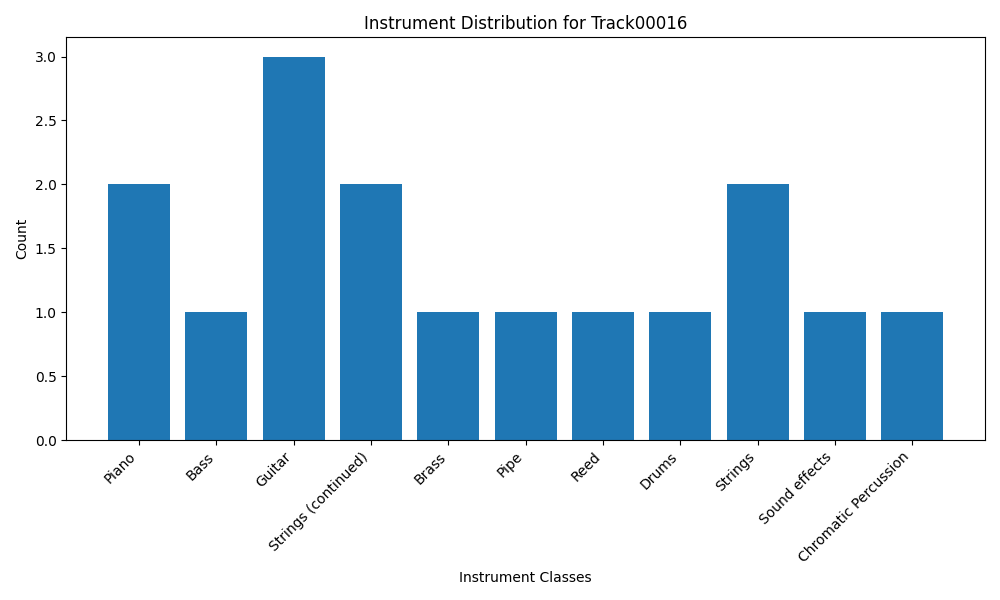 Instrument Distribution for Track00016
Count
3.0
2.5
2.0
1.5
1.0
0.5
0.0
Piano
Bass
Guitar
Strings (continued)
Brass
Pipe
Reed
Drums
Strings
Sound effects
Chromatic Percussion
Instrument Classes